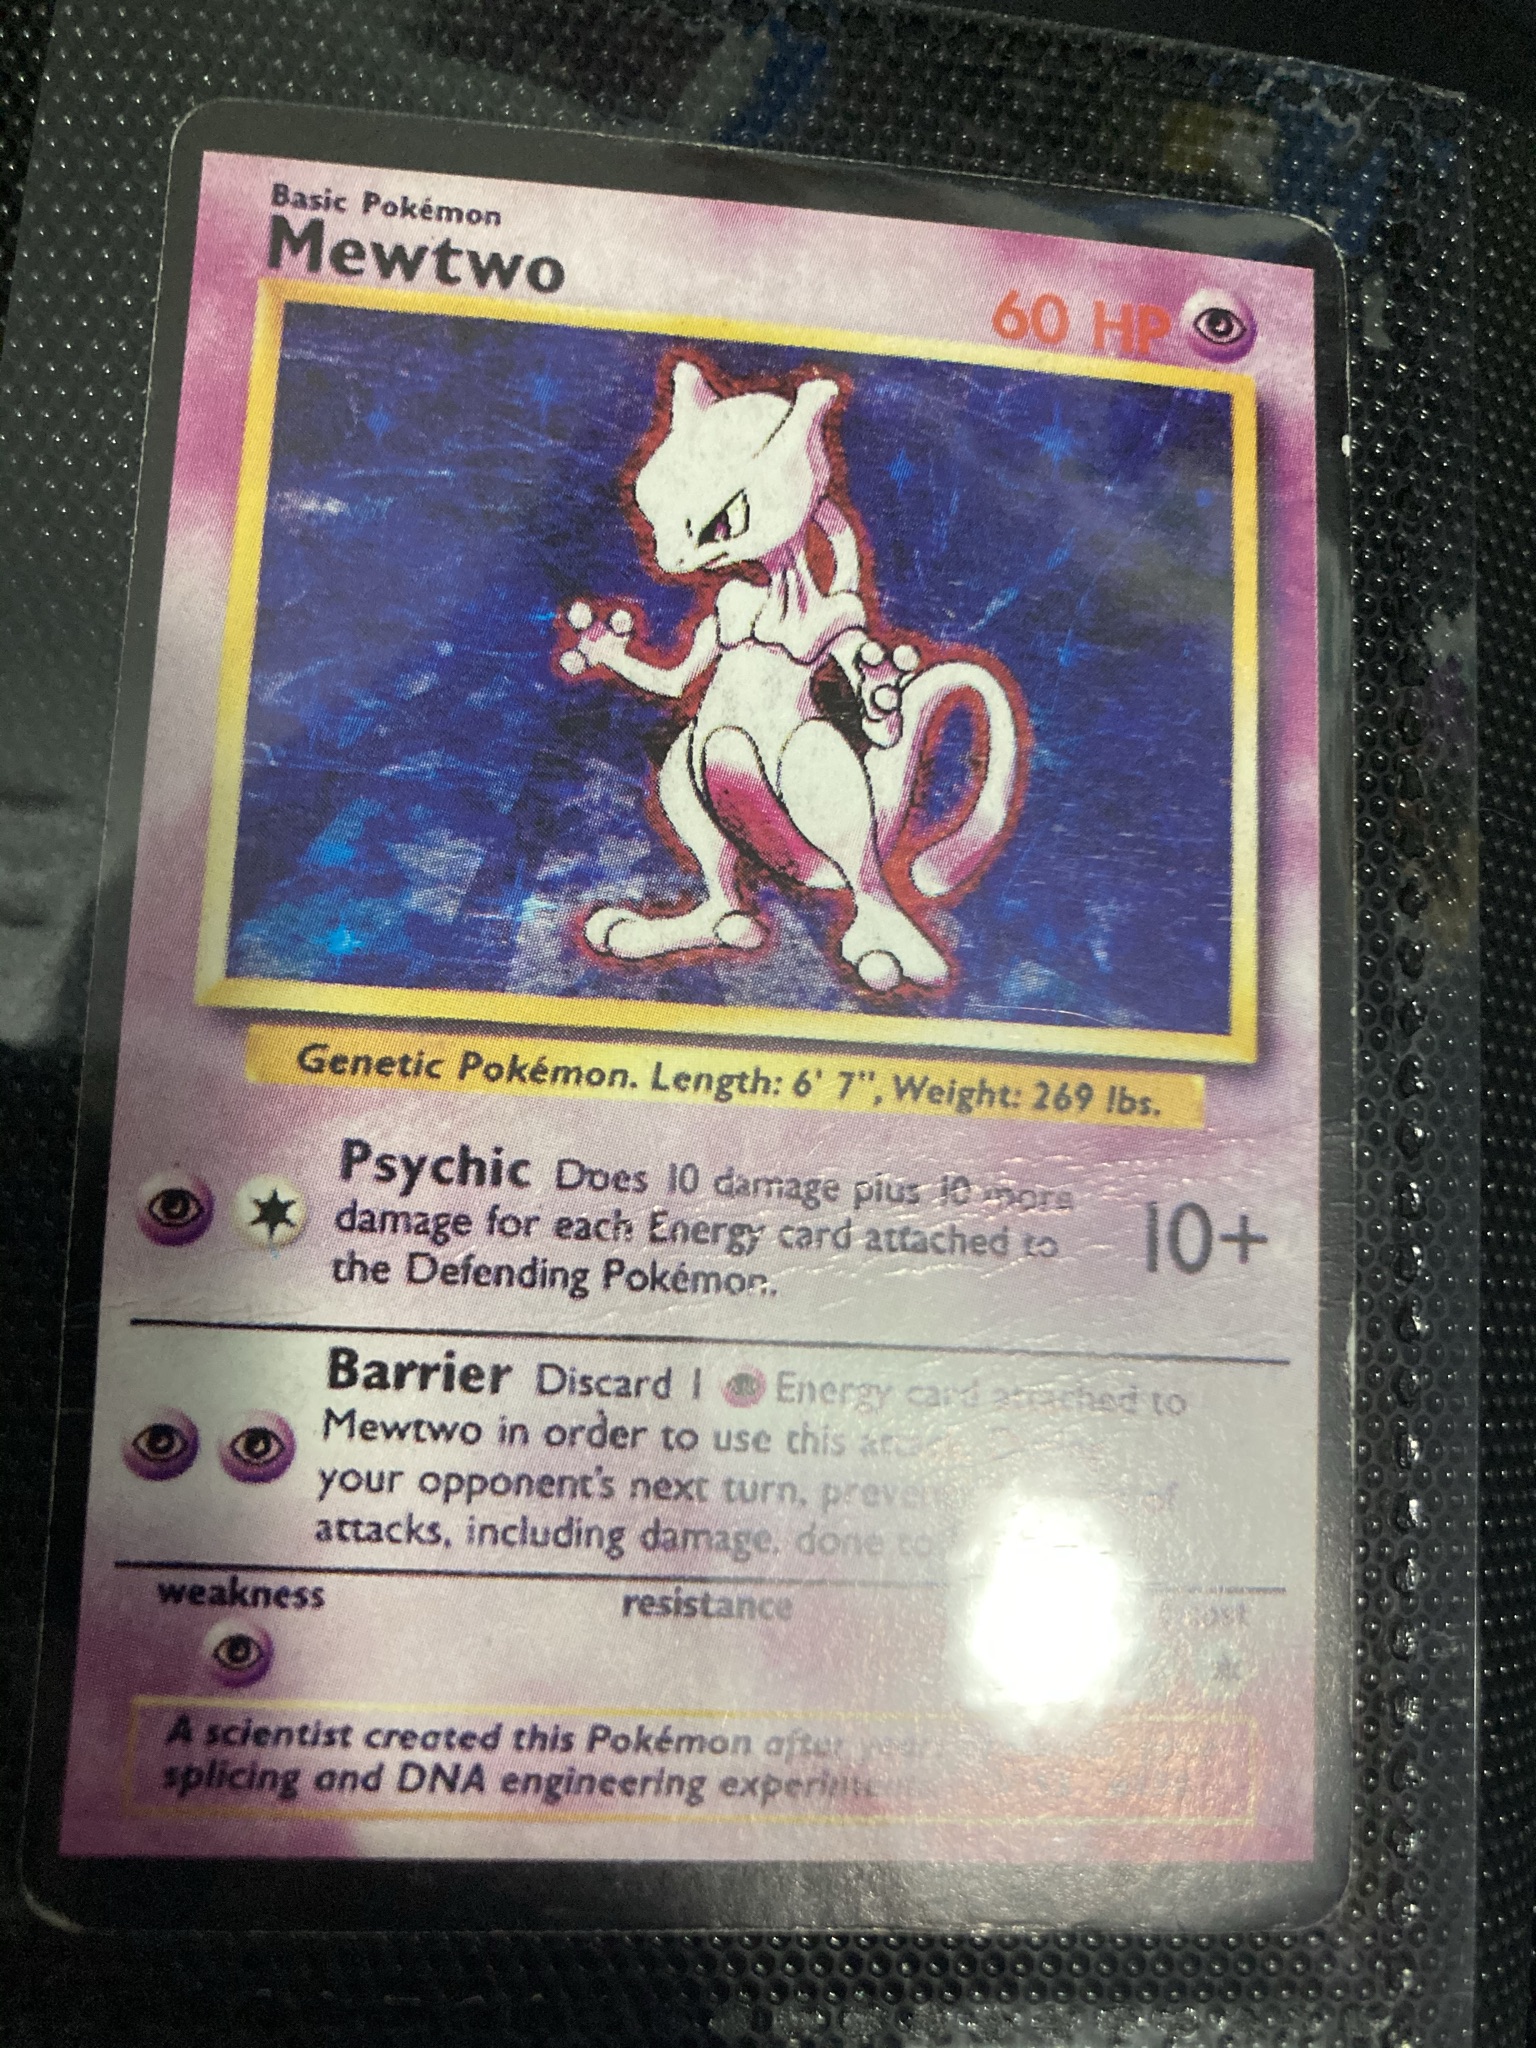 Basic Pokémon
Mewtwo
60 HP
Genetic Pokémon. Length: 6' 7", Weight: 269 lbs.
Psychic Does 10 damage plus 10 more
damage for each Energy card attached to
the Defending Pokémon.
10+
Barrier Discard 1 Energy card attached to
Mewtwo in order to use this
your opponent's next turn, of
attacks, including damage, done to
weakness
resistance
A scientist created this Pokémon after
splicing and DNA engineering